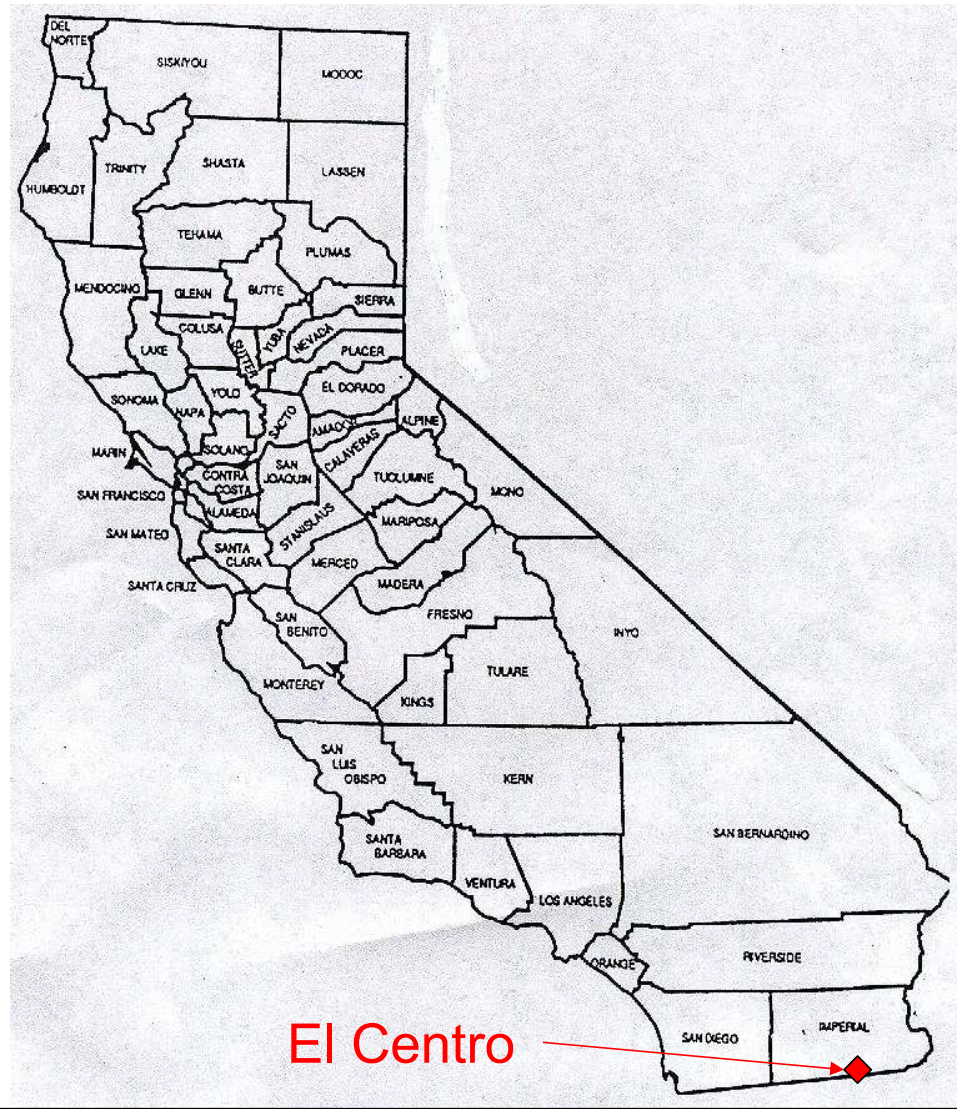 DEL
NORTE
SISKIYOU
MODOC
HUMBOLDT
TRINITY
SHASTA
LASSEN
TEHAMA
PLUMAS
MENDOCINO
GLENN
BUTTE
SIERRA
COLUSA
LAKE
SUTTER
YUBA
NEVADA
PLACER
SONOMA
NAPA
YOLO
EL DORADO
SACTO
AMADOR
ALPINE
MARIN
SOLANO
CALAVERAS
CONTRA
COSTA
SAN
JOAQUIN
TUOLUMNE
MONO
SAN FRANCISCO
ALAMEDA
STANISLAUS
MARIPOSA
SAN MATEO
SANTA
CLARA
MERCED
MADERA
SANTA CRUZ
SAN
BENITO
FRESNO
INYO
MONTEREY
KINGS
TULARE
SAN
LUIS
OBISPO
KERN
SANTA
BARBARA
VENTURA
LOS ANGELES
SAN BERNARDINO
ORANGE
RIVERSIDE
SAN DIEGO
IMPERIAL
El Centro